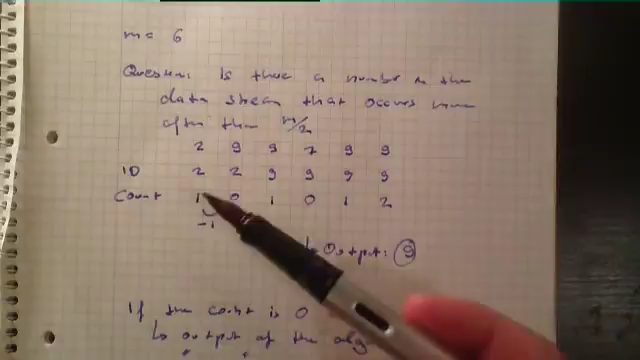 m = 6
Question: is there a number in the
data stream that occurs more
often than m/2
2 9 9 7 9 9
ID 2 2 9 9 9 9
Count 1 0 1 0 1 2
-1
↳ Output: 9
If the count is 0
↳ output of the alg